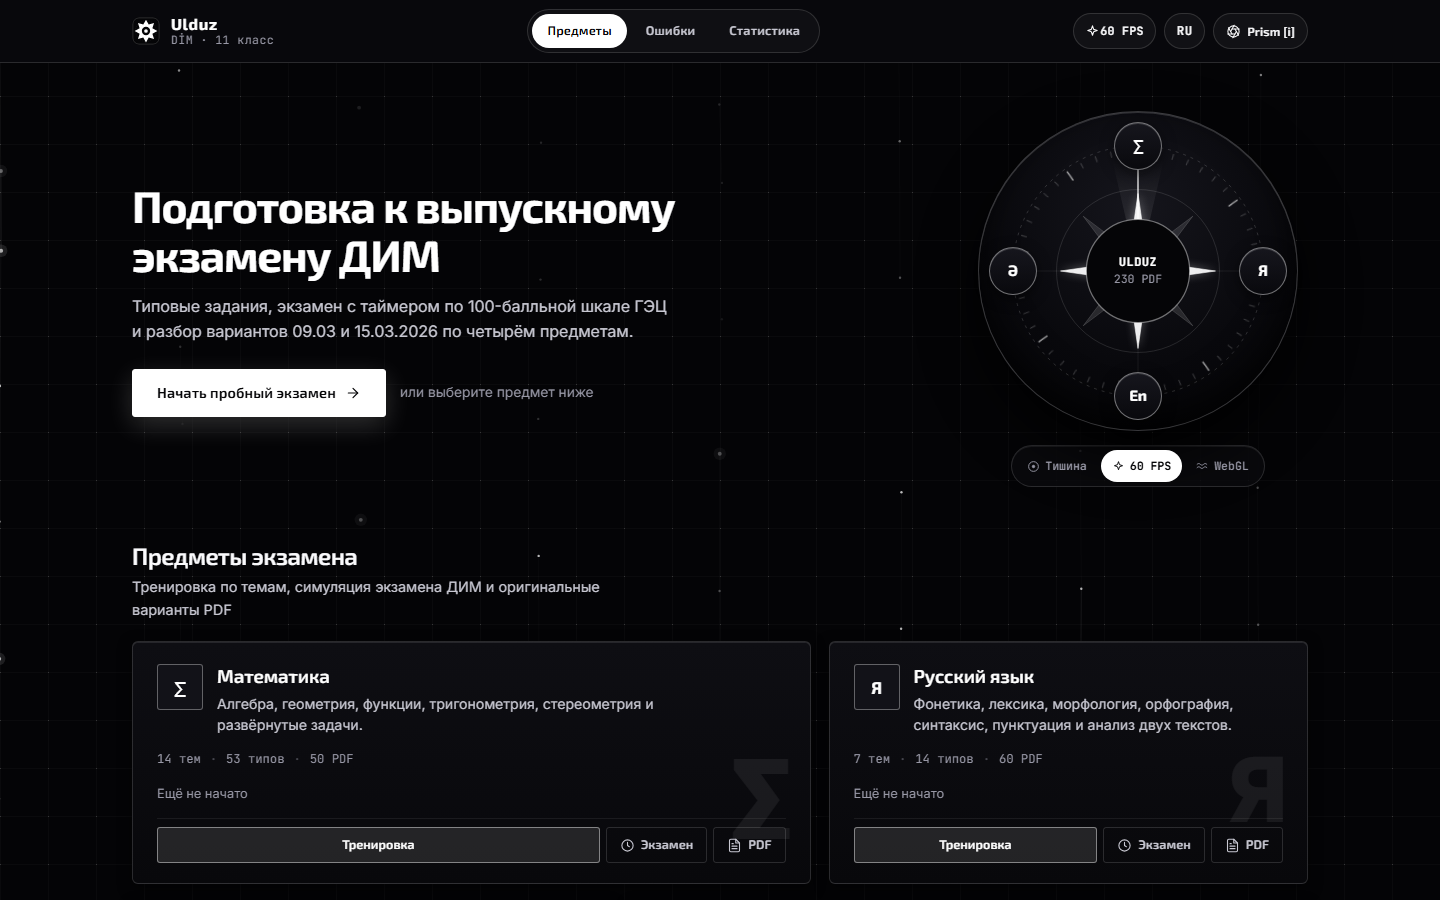 Ulduz
DİM · 11 класс
Предметы
Ошибки
Статистика
60 FPS
RU
Prism [i]
Подготовка к выпускному
экзамену ДИМ
Типовые задания, экзамен с таймером по 100-балльной шкале ГЭЦ
и разбор вариантов 09.03 и 15.03.2026 по четырём предметам.
Начать пробный экзамен
или выберите предмет ниже
Σ
Ə
ULDUZ
230 PDF
Я
En
Тишина
60 FPS
WebGL
Предметы экзамена
Тренировка по темам, симуляция экзамена ДИМ и оригинальные
варианты PDF
Σ
Математика
Алгебра, геометрия, функции, тригонометрия, стереометрия и
развёрнутые задачи.
14 тем · 53 типов · 50 PDF
Ещё не начато
Σ
Тренировка
Экзамен
PDF
Я
Русский язык
Фонетика, лексика, морфология, орфография,
синтаксис, пунктуация и анализ двух текстов.
7 тем · 14 типов · 60 PDF
Ещё не начато
Я
Тренировка
Экзамен
PDF